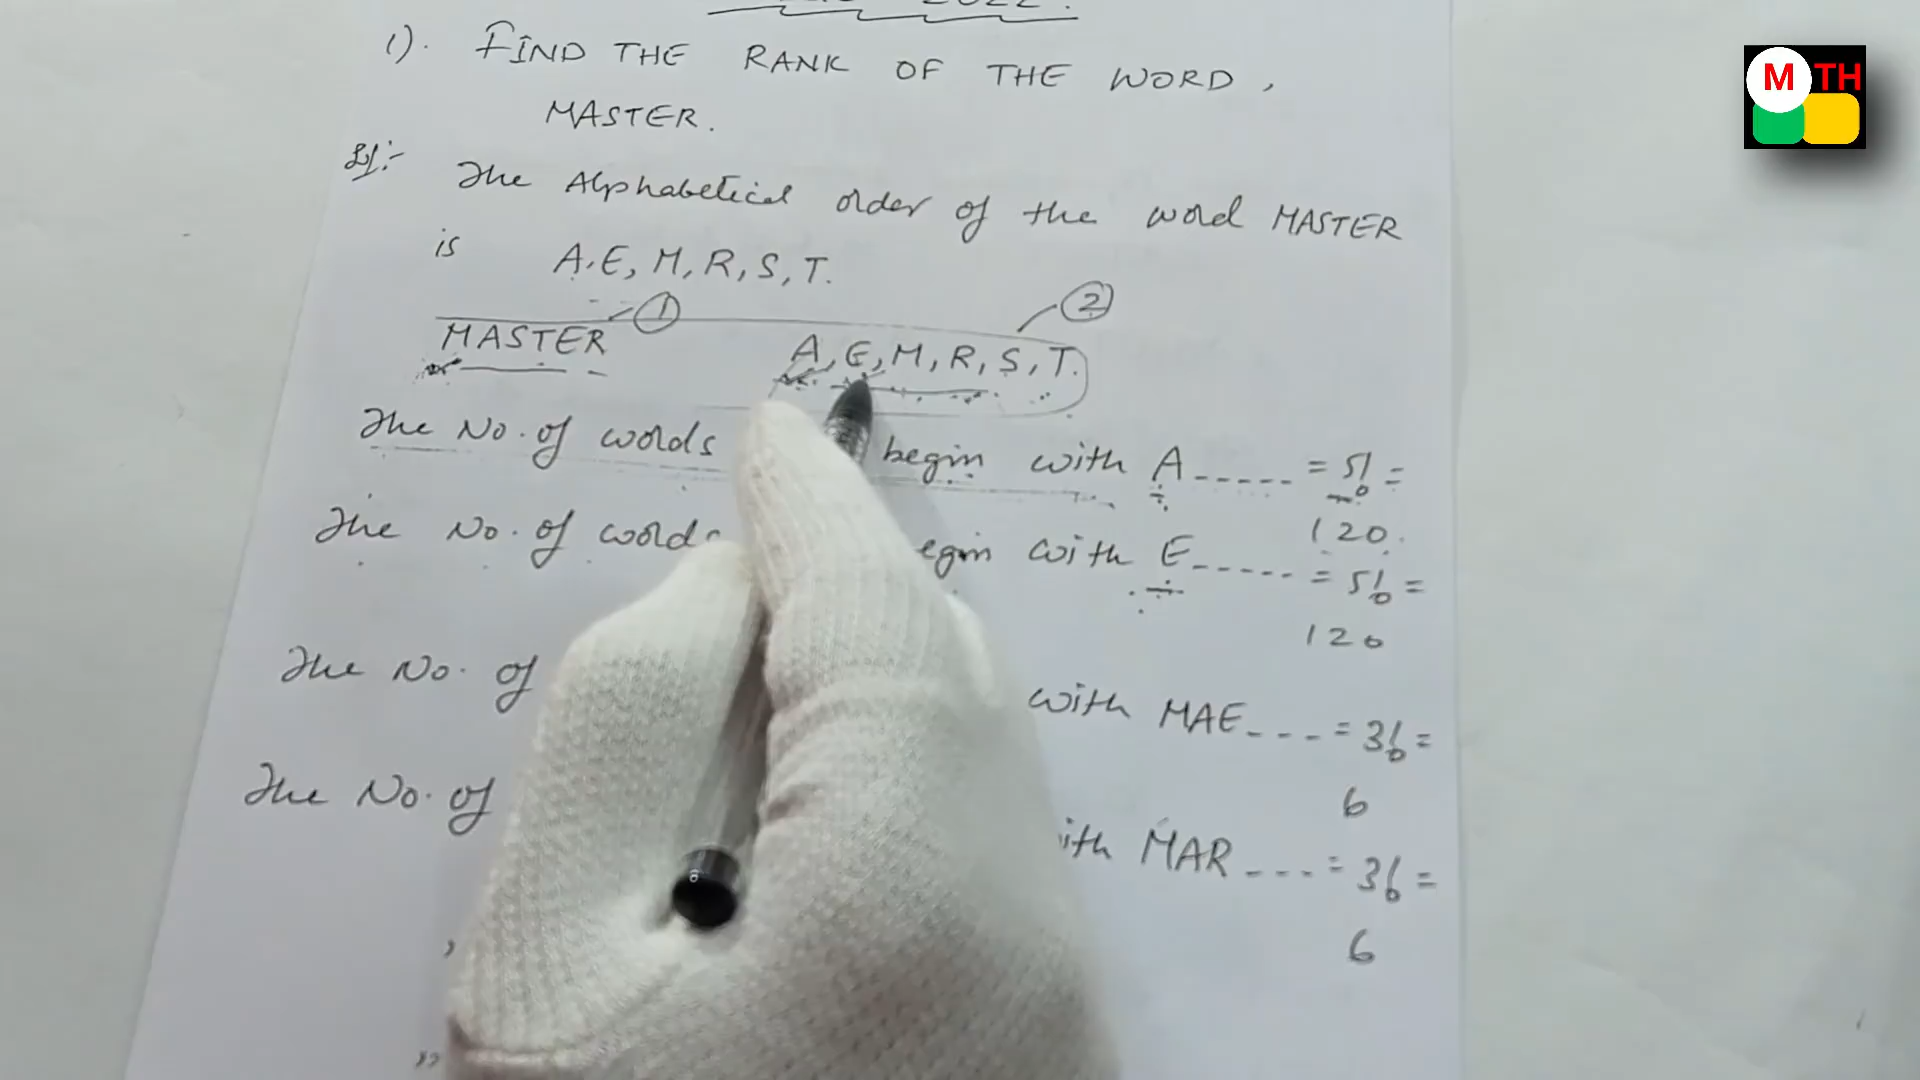 1). FIND THE RANK OF THE WORD,
MASTER.
Sol:- The Alphabetical order of the word MASTER
is A, E, M, R, S, T.
MASTER 1 A, E, M, R, S, T. 2
The No. of words begin with A----- = 5! =
120.
The No. of words egin with E----- = 5! =
120
The No. of with MAE---- = 3! =
6
The No. of ith MAR---- = 3! =
6
M TH